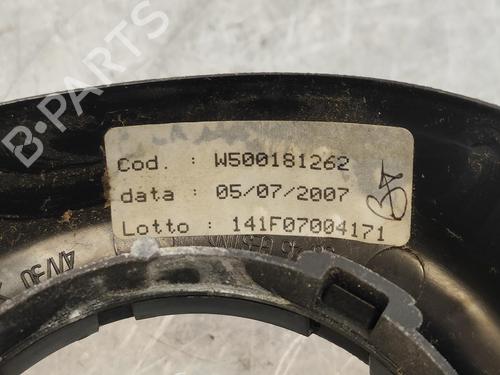 B-PARTS
Cod. : W500181262
data : 05/07/2007
Lotto : 141F07004171